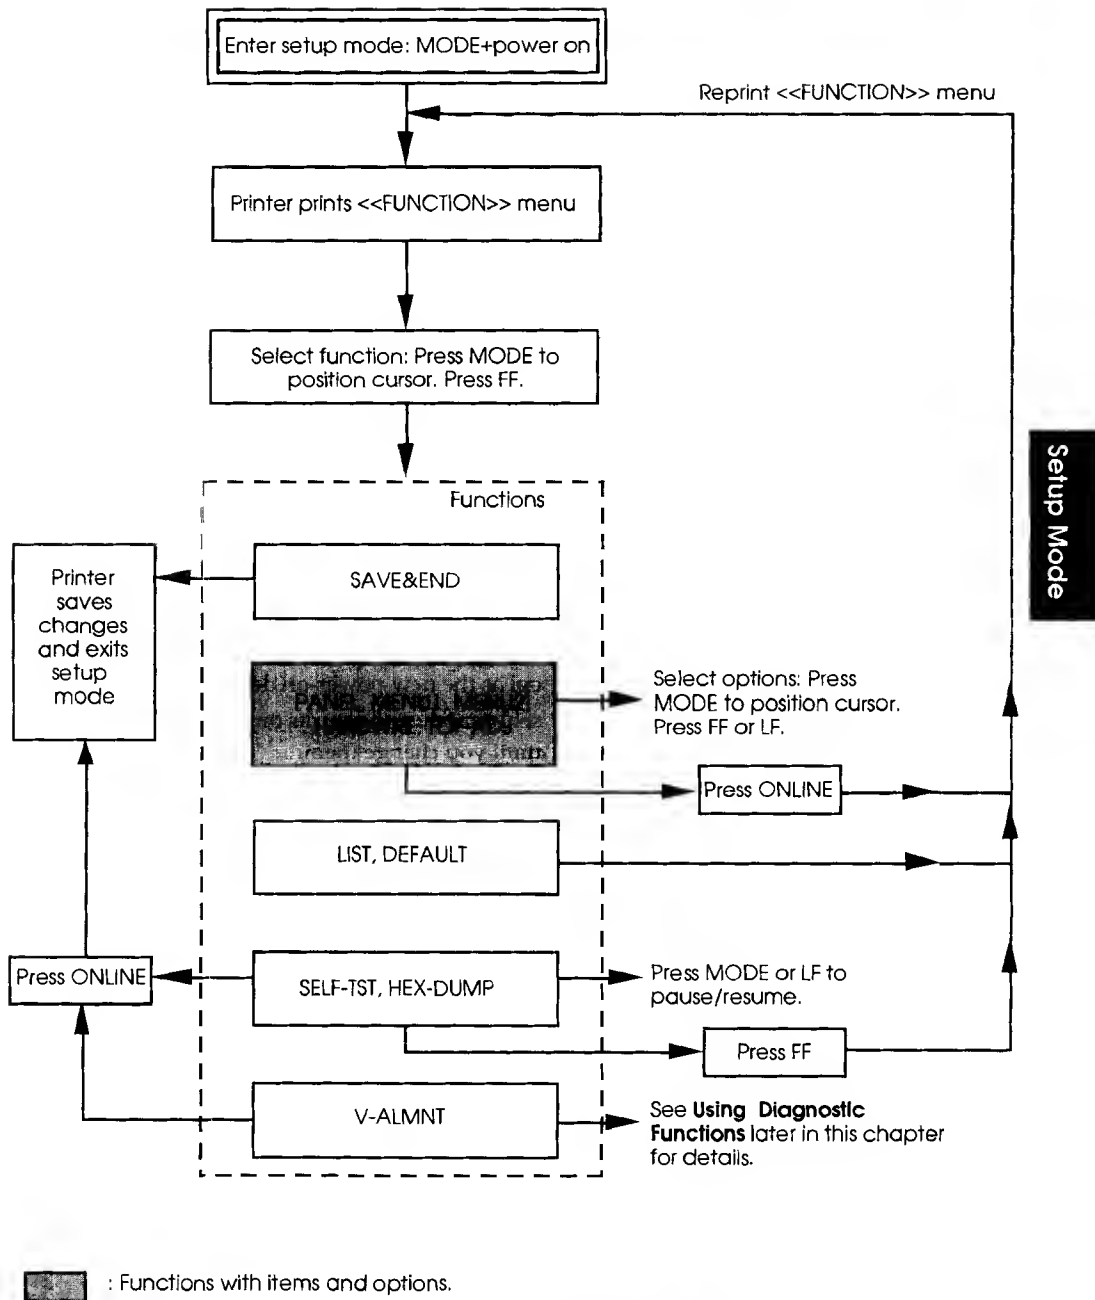 Enter setup mode: MODE+power on
Reprint <<FUNCTION>> menu
Printer prints <<FUNCTION>> menu
Select function: Press MODE to
position cursor. Press FF.
Functions
Setup Mode
SAVE&END
Printer
saves
changes
and exits
setup
mode
PANEL, MENU1, MENU2
Select options: Press
MODE to position cursor.
Press FF or LF.
Press ONLINE
LIST, DEFAULT
Press ONLINE
SELF-TST, HEX-DUMP
Press MODE or LF to
pause/resume.
Press FF
V-ALMNT
See Using Diagnostic
Functions later in this chapter
for details.
: Functions with items and options.